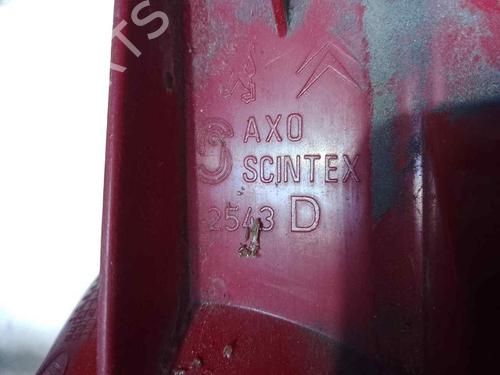 AXO
SCINTEX
2543 D